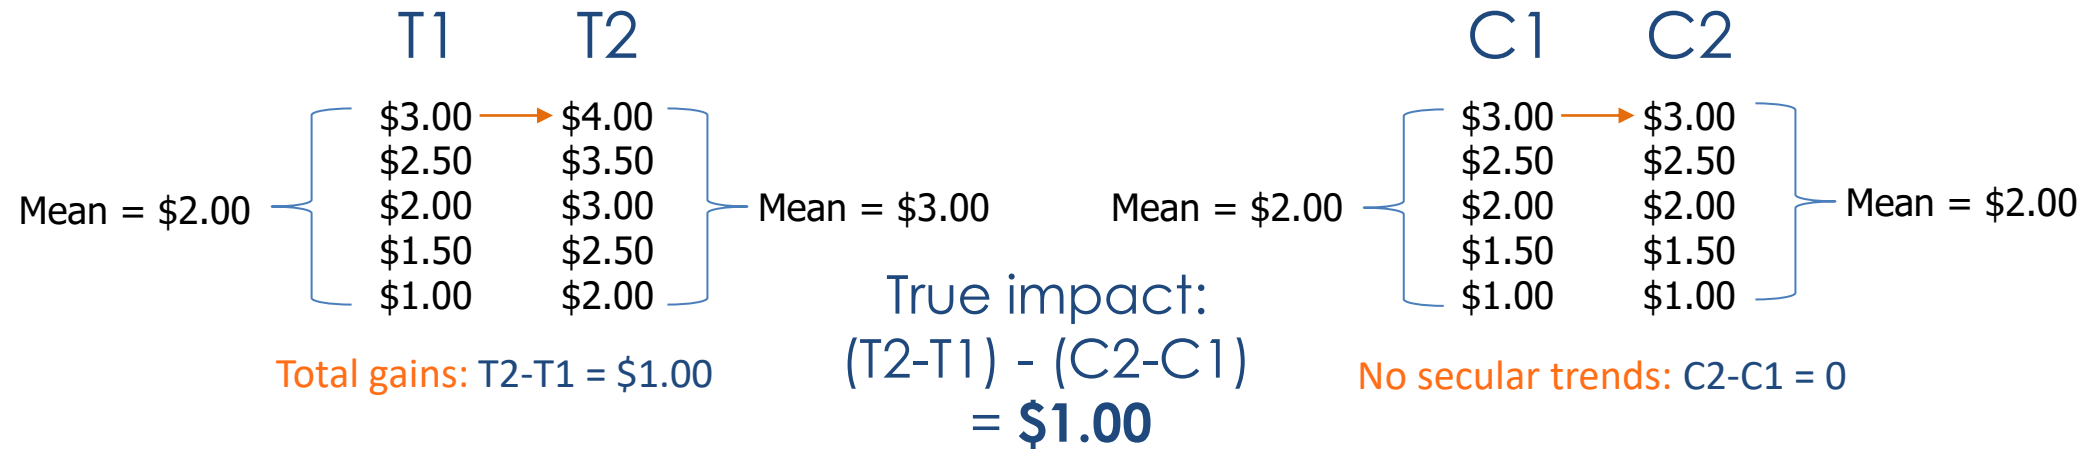 T1 T2
$3.00 $4.00
$2.50 $3.50
Mean = $2.00 $2.00 $3.00 Mean = $3.00
$1.50 $2.50
$1.00 $2.00
Total gains: T2-T1 = $1.00
True impact:
(T2-T1) - (C2-C1)
= $1.00
C1 C2
$3.00 $3.00
$2.50 $2.50
Mean = $2.00 $2.00 $2.00 Mean = $2.00
$1.50 $1.50
$1.00 $1.00
No secular trends: C2-C1 = 0